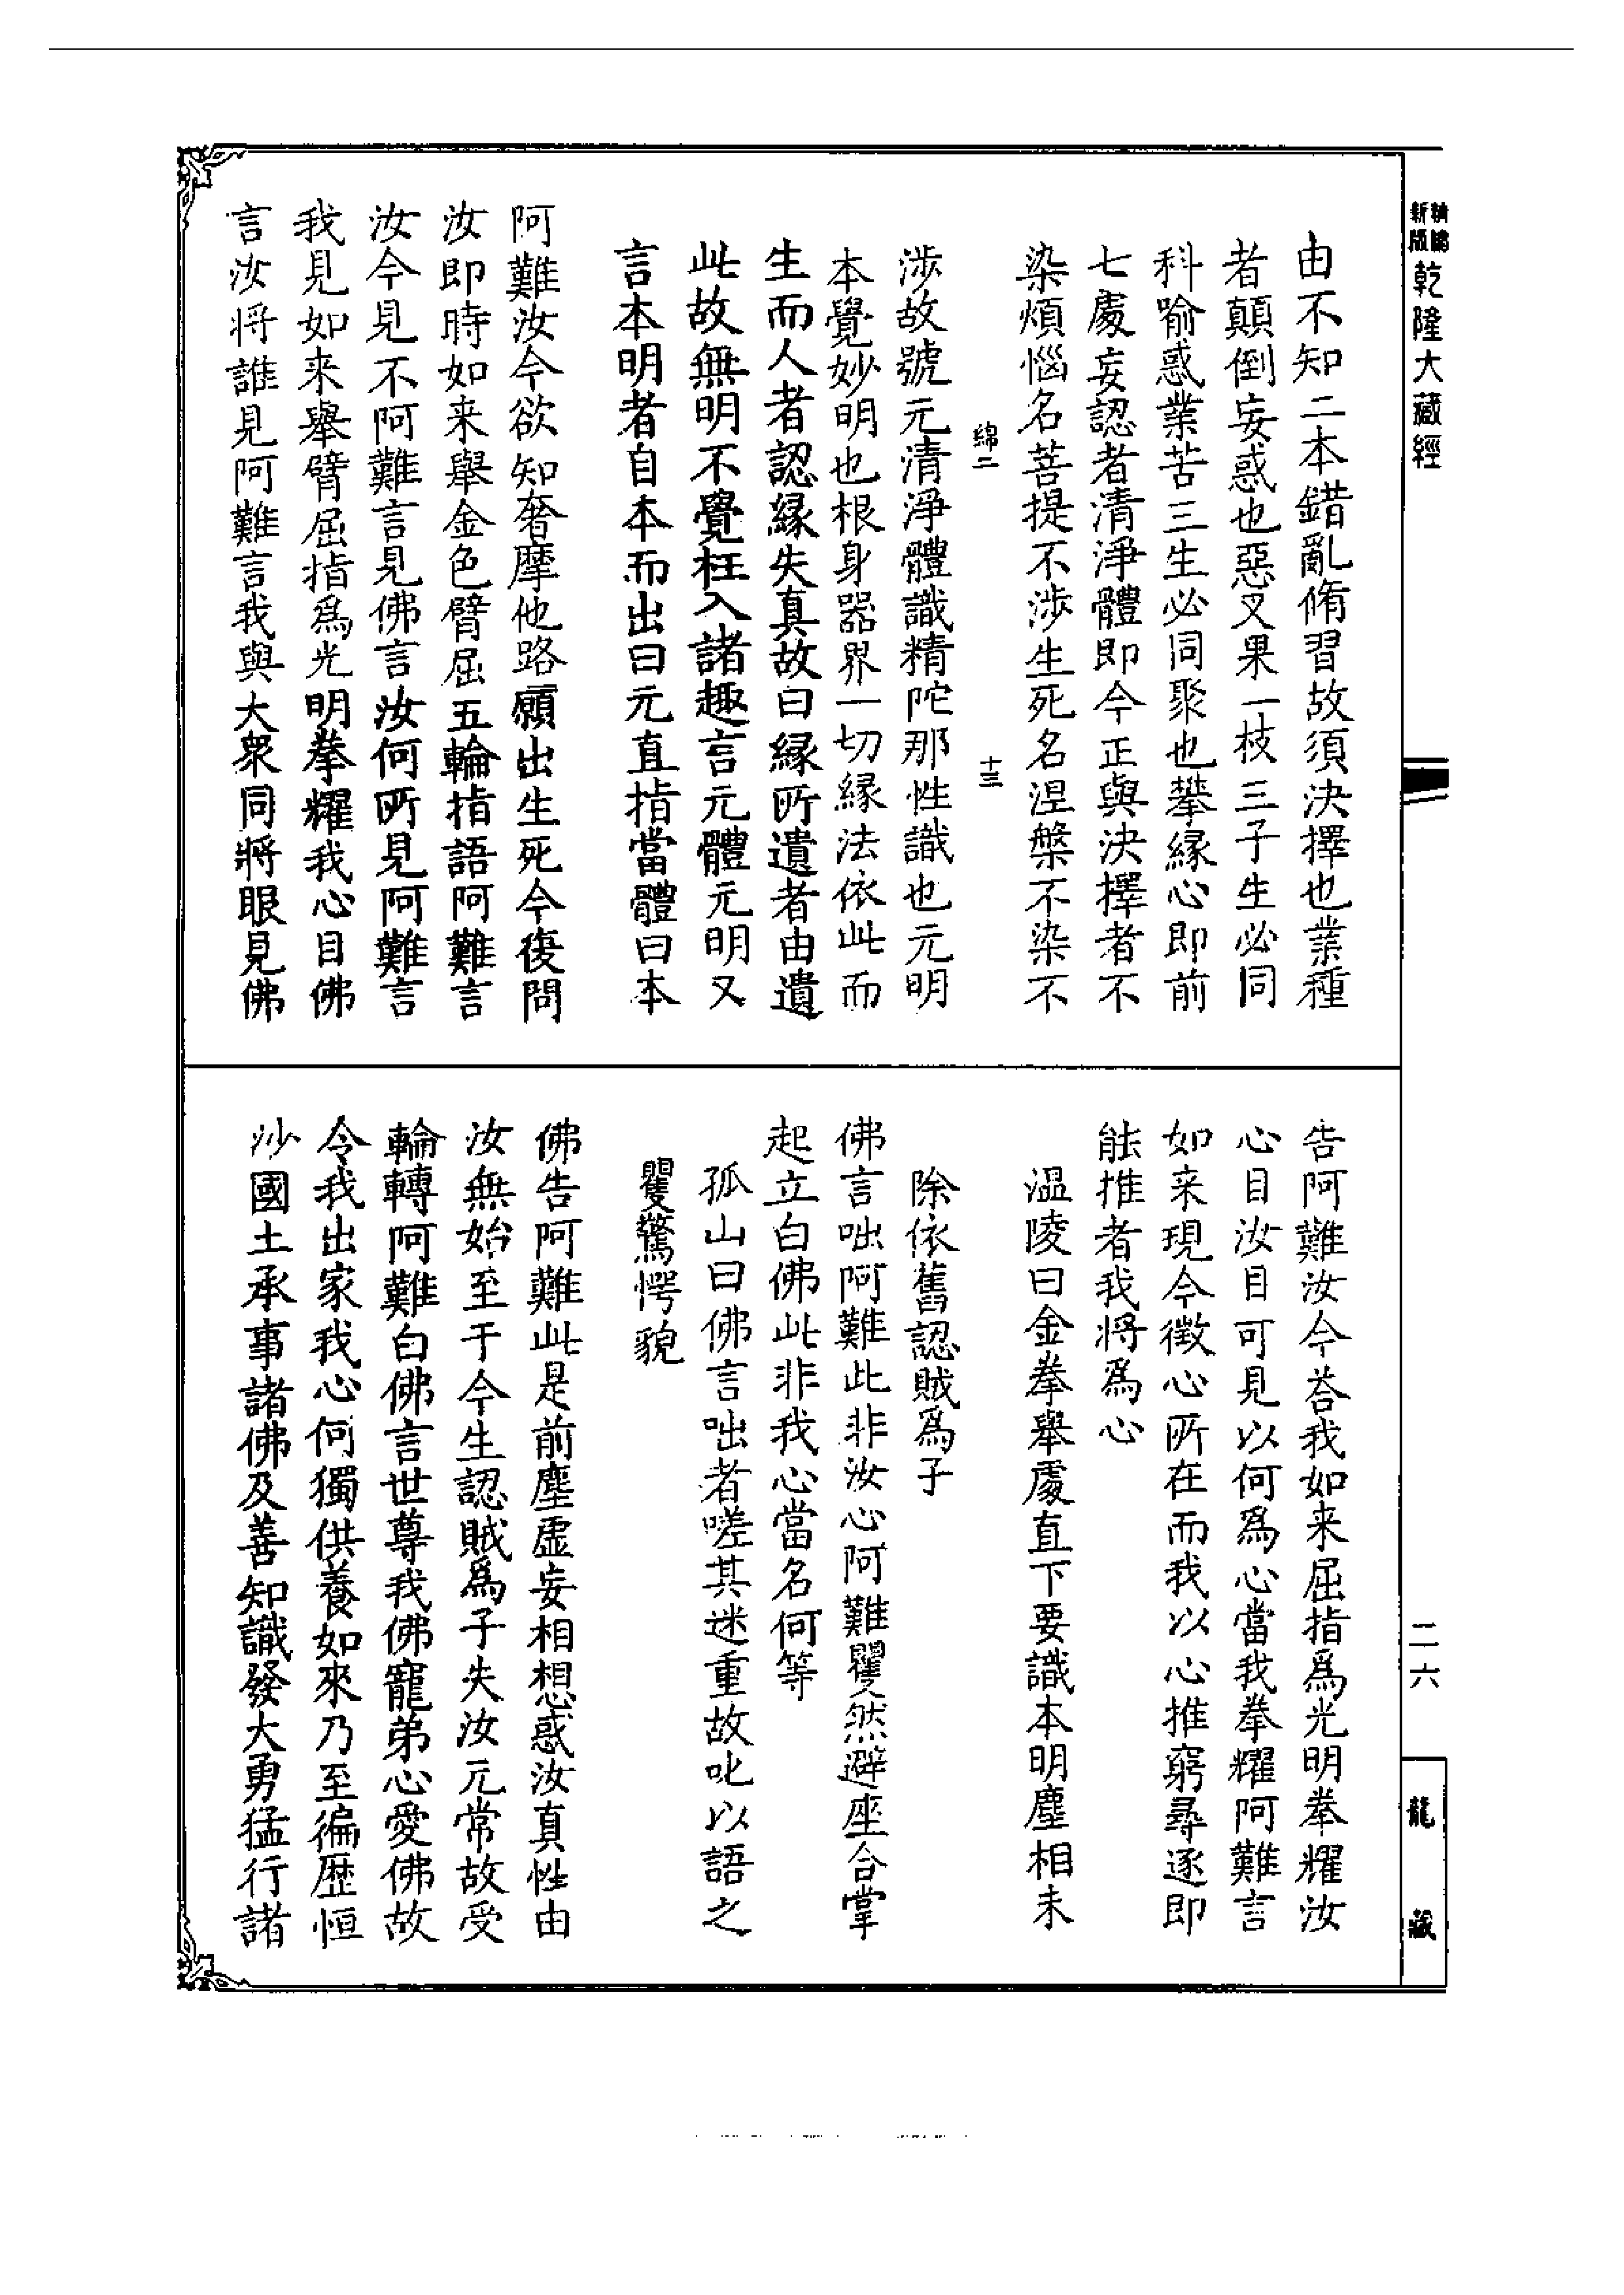 新版
乾隆大藏經
由不知二本錯亂脩習故須決擇也業種
者顛倒妄惑也惡叉果一枝三子生必同
科喻惑業苦三生必同聚也攀緣心即前
七處妄認者清淨體即今正與決擇者不
染煩惱名菩提不涉生死名涅槃不染不
綿二 十三
涉故號元清淨體識精陀那性識也元明
本覺妙明也根身器界一切緣法依此而
生而人者認緣失真故曰緣所遺者由遺
此故無明不覺枉入諸趣言元體元明又
言本明者自本而出曰元直指當體曰本
阿難汝今欲知奢摩他路願出生死今復問
汝即時如来舉金色臂屈五輪指語阿難言
汝今見不阿難言見佛言汝何所見阿難言
我見如来舉臂屈指為光明拳耀我心目佛
言汝將誰見阿難言我與大衆同將眼見佛
告阿難汝今荅我如来屈指為光明拳耀汝
心目汝目可見以何為心當我拳耀阿難言
如来現今徵心所在而我以心推窮尋逐即
能推者我將為心
溫陵曰金拳舉處直下要識本明塵相未
除依舊認賊為子
佛言咄阿難此非汝心阿難矍然避座合掌
起立白佛此非我心當名何等
孤山曰佛言咄者嗟其迷重故叱以語之
矍驚愕貌
佛告阿難此是前塵虛妄相想惑汝真性由
汝無始至于今生認賊為子失汝元常故受
輪轉阿難白佛言世尊我佛寵弟心愛佛故
令我出家我心何獨供養如來乃至徧歷恒
沙國土承事諸佛及善知識發大勇猛行諸
二六
龍藏